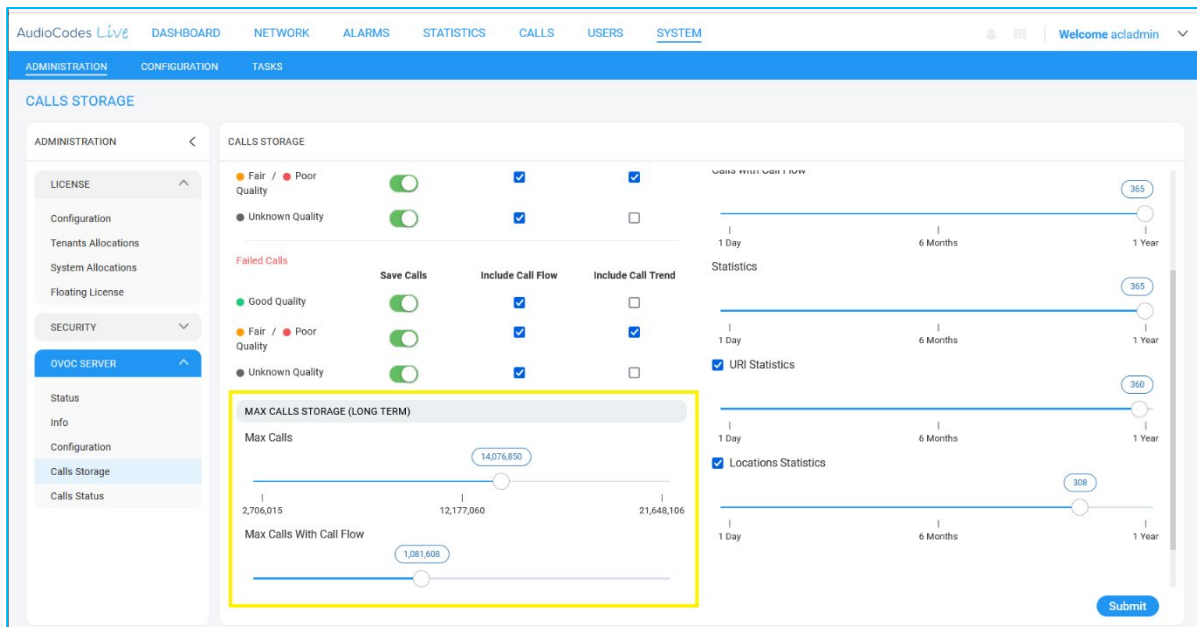 AudioCodes Live DASHBOARD NETWORK ALARMS STATISTICS CALLS USERS SYSTEM Welcome acladmin
ADMINISTRATION CONFIGURATION TASKS
CALLS STORAGE
ADMINISTRATION
LICENSE
Configuration
Tenants Allocations
System Allocations
Floating License
SECURITY
OVOC SERVER
Status
Info
Configuration
Calls Storage
Calls Status
CALLS STORAGE
Fair / Poor
Quality
Unknown Quality
Failed Calls
Save Calls Include Call Flow Include Call Trend
Good Quality
Fair / Poor
Quality
Unknown Quality
MAX CALLS STORAGE (LONG TERM)
Max Calls
14,076,850
2,706,015 12,177,060 21,648,106
Max Calls With Call Flow
1,081,608
Calls With Call Flow
365
1 Day 6 Months 1 Year
Statistics
365
1 Day 6 Months 1 Year
URI Statistics
360
1 Day 6 Months 1 Year
Locations Statistics
308
1 Day 6 Months 1 Year
Submit